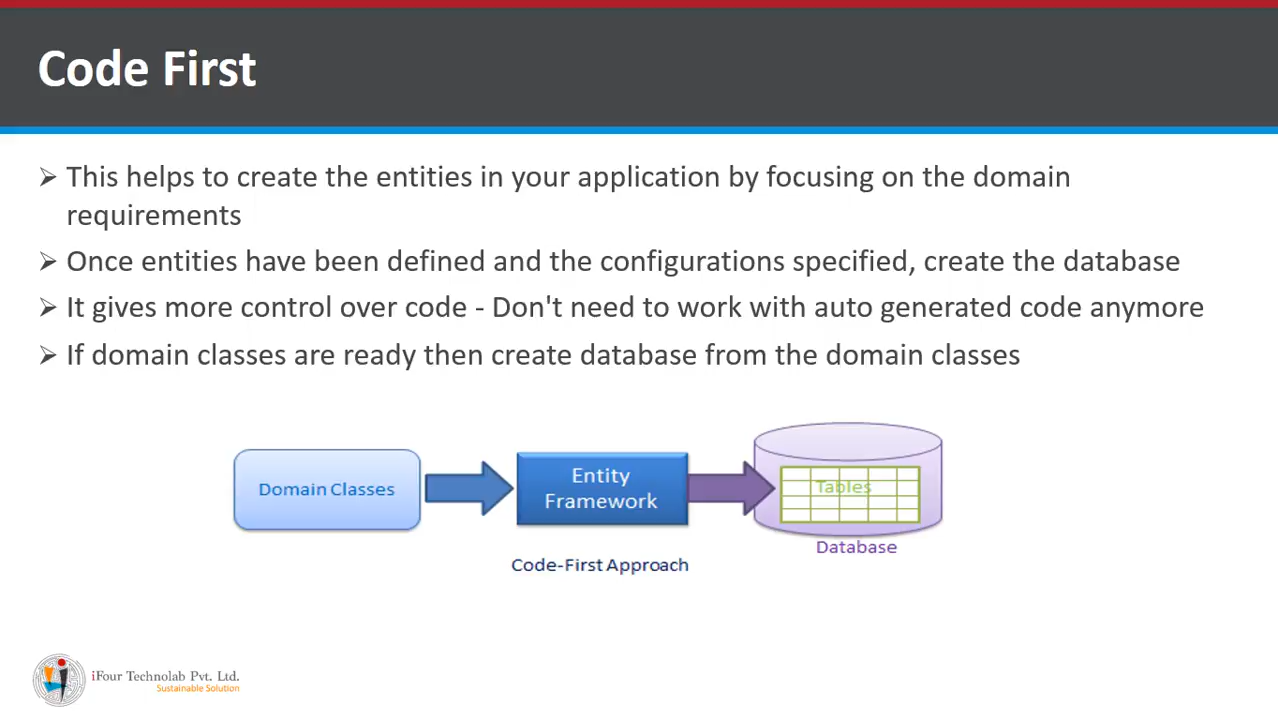 Code First
➢ This helps to create the entities in your application by focusing on the domain
requirements
➢ Once entities have been defined and the configurations specified, create the database
➢ It gives more control over code - Don't need to work with auto generated code anymore
➢ If domain classes are ready then create database from the domain classes
Domain Classes
Entity
Framework
Tables
Database
Code-First Approach
iFour Technolab Pvt. Ltd.
Sustainable Solution